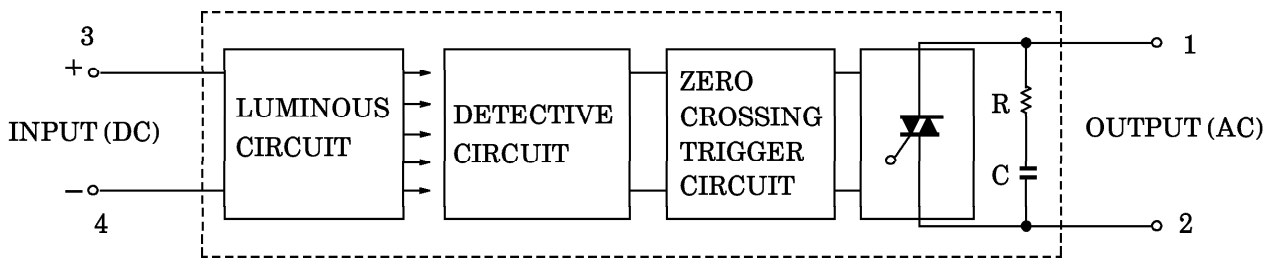 3
+
INPUT (DC)
−
4
LUMINOUS
CIRCUIT
DETECTIVE
CIRCUIT
ZERO
CROSSING
TRIGGER
CIRCUIT
R
C
1
OUTPUT (AC)
2